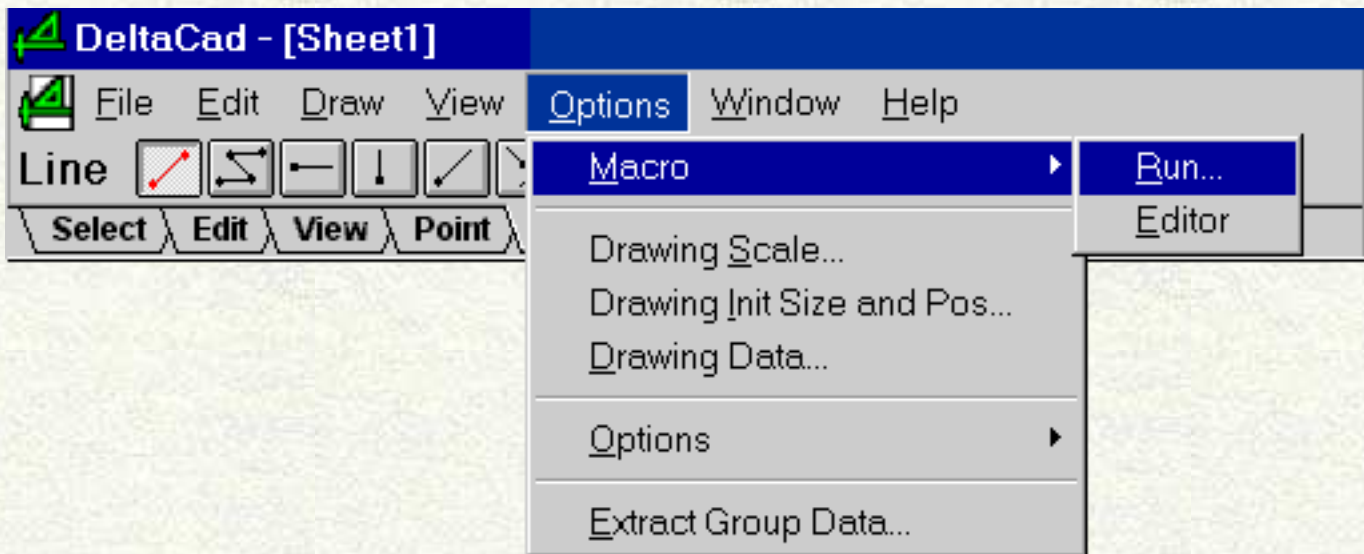 DeltaCad - [Sheet1]
File Edit Draw View Options Window Help
Line
Macro
Run...
Editor
Select Edit View Point
Drawing Scale...
Drawing Init Size and Pos...
Drawing Data...
Options
Extract Group Data...